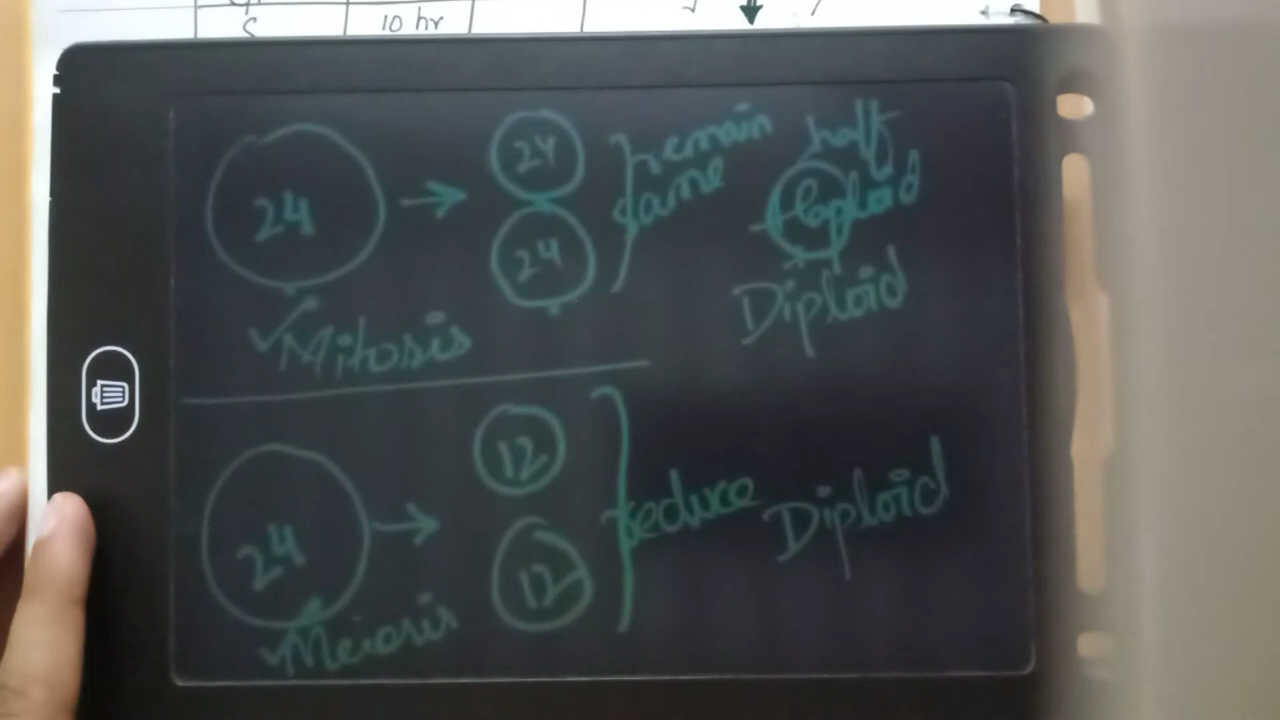 S 10 hr
24 → 24
24
remain same
half
Haploid
Diploid
Mitosis
24 → 12
12
reduce Diploid
Meiosis